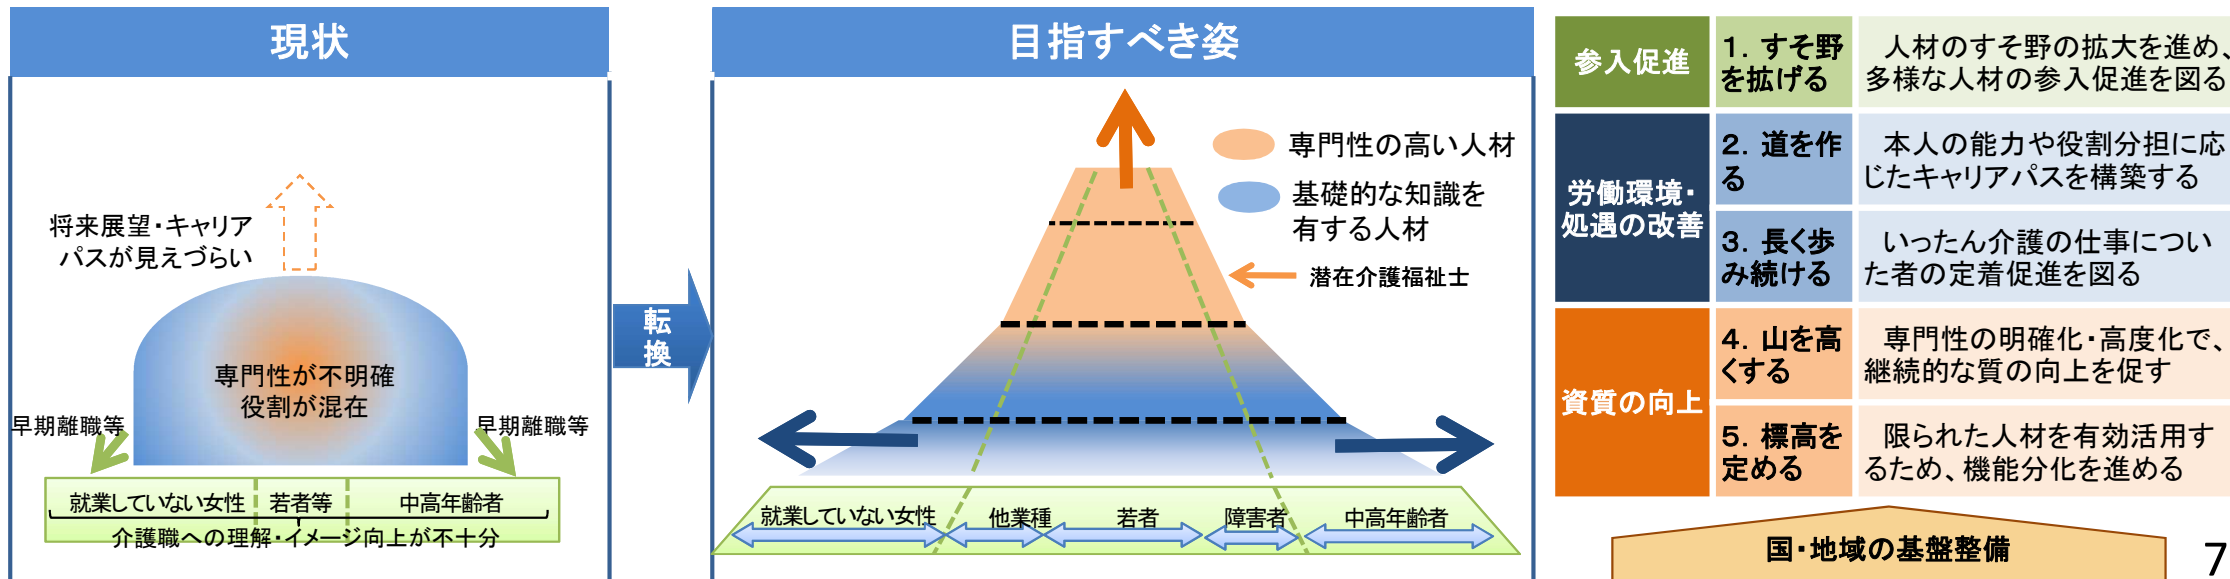 現状
将来展望・キャリア
パスが見えづらい
専門性が不明確
役割が混在
早期離職等
早期離職等
就業していない女性
若者等
中高年齢者
介護職への理解・イメージ向上が不十分
転
換
目指すべき姿
専門性の高い人材
基礎的な知識を
有する人材
潜在介護福祉士
就業していない女性
他業種
若者
障害者
中高年齢者
参入促進
1. すそ野
を拡げる
人材のすそ野の拡大を進め、
多様な人材の参入促進を図る
労働環境・
処遇の改善
2. 道を作
る
本人の能力や役割分担に応
じたキャリアパスを構築する
3. 長く歩
み続ける
いったん介護の仕事につい
た者の定着促進を図る
資質の向上
4. 山を高
くする
専門性の明確化・高度化で、
継続的な質の向上を促す
5. 標高を
定める
限られた人材を有効活用す
るため、機能分化を進める
国・地域の基盤整備
7